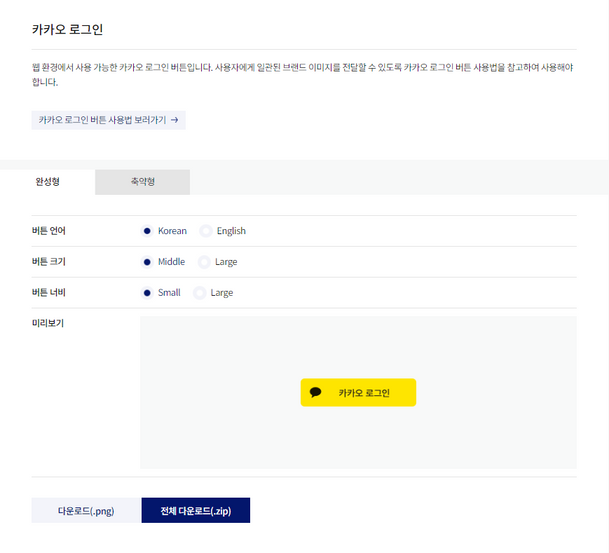 카카오 로그인
웹 환경에서 사용 가능한 카카오 로그인 버튼입니다. 사용자에게 일관된 브랜드 이미지를 전달할 수 있도록 카카오 로그인 버튼 사용법을 참고하여 사용해야
합니다.
카카오 로그인 버튼 사용법 보러가기 →
완성형 축약형
버튼 언어 Korean English
버튼 크기 Middle Large
버튼 너비 Small Large
미리보기
카카오 로그인
다운로드(.png) 전체 다운로드(.zip)